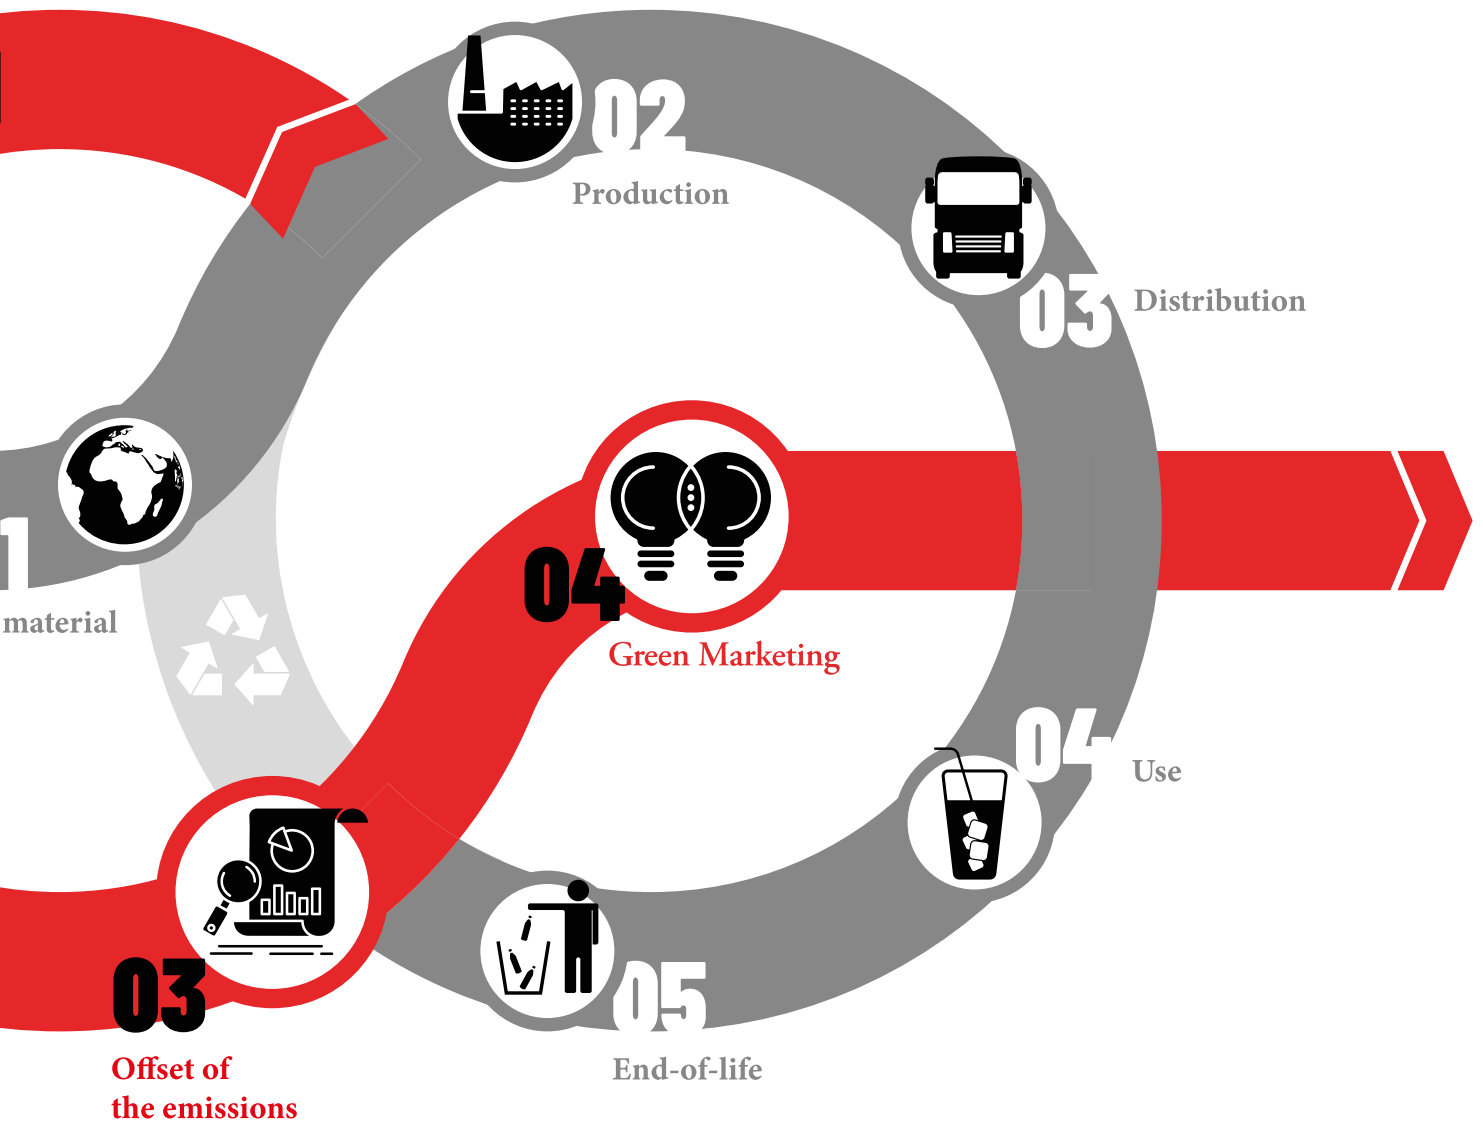 02
Production
03
Distribution
1
material
04
Green Marketing
04
Use
03
Offset of
the emissions
05
End-of-life